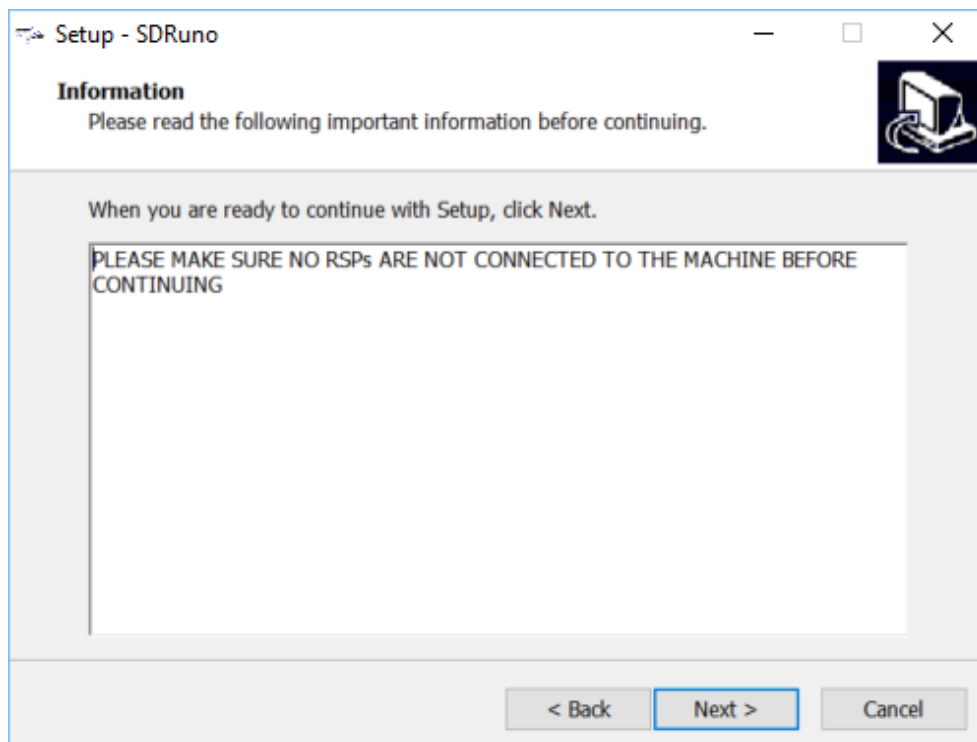 Setup - SDRuno
Information
Please read the following important information before continuing.
When you are ready to continue with Setup, click Next.
PLEASE MAKE SURE NO RSPs ARE NOT CONNECTED TO THE MACHINE BEFORE
CONTINUING
< Back Next > Cancel